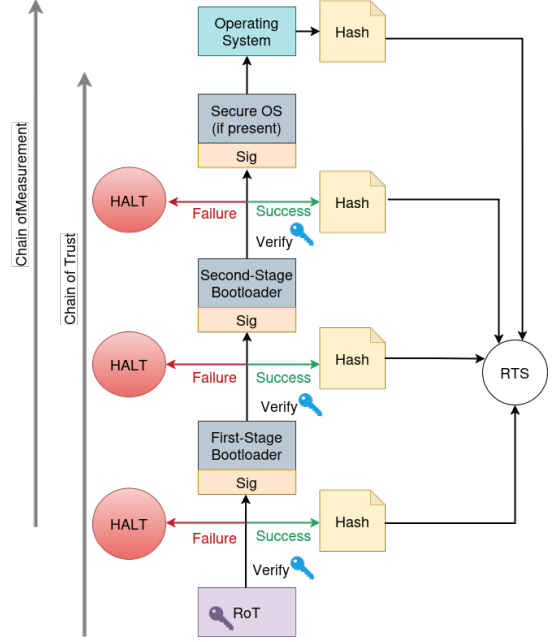 Operating
System
Hash
Secure OS
(if present)
Sig
HALT
Failure
Success
Hash
Verify
Second-Stage
Bootloader
Sig
HALT
Failure
Success
Hash
RTS
Verify
First-Stage
Bootloader
Sig
HALT
Failure
Success
Hash
Verify
RoT
Chain ofMeasurement
Chain of Trust